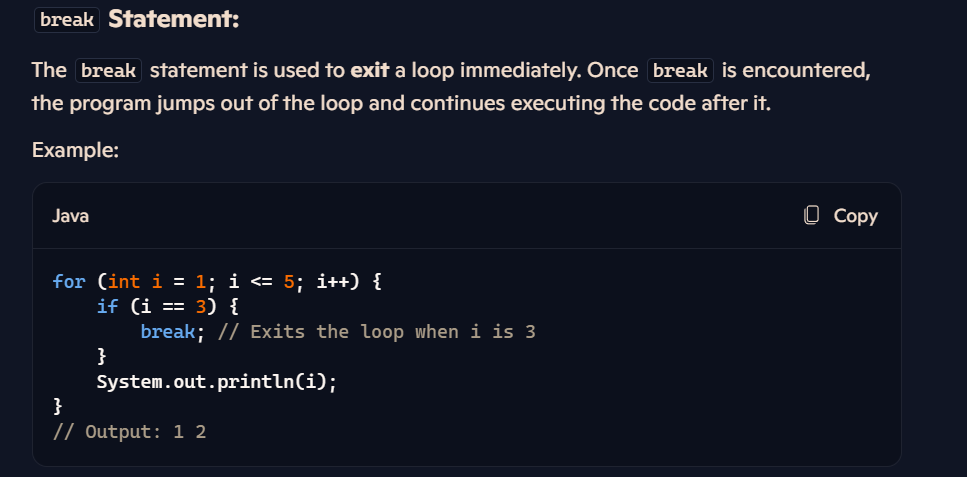 break Statement:
The break statement is used to exit a loop immediately. Once break is encountered,
the program jumps out of the loop and continues executing the code after it.
Example:
Java
Copy
for (int i = 1; i <= 5; i++) {
    if (i == 3) {
        break; // Exits the loop when i is 3
    }
    System.out.println(i);
}
// Output: 1 2